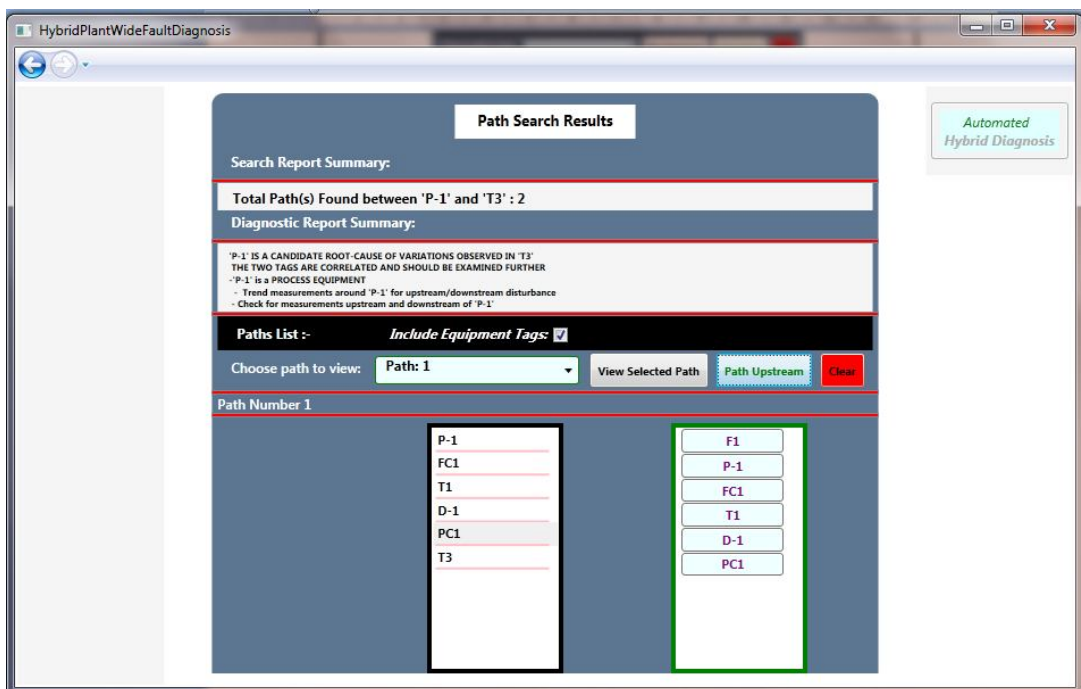 HybridPlantWideFaultDiagnosis
Path Search Results
Automated
Hybrid Diagnosis
Search Report Summary:
Total Path(s) Found between 'P-1' and 'T3' : 2
Diagnostic Report Summary:
'P-1' IS A CANDIDATE ROOT-CAUSE OF VARIATIONS OBSERVED IN 'T3'
THE TWO TAGS ARE CORRELATED AND SHOULD BE EXAMINED FURTHER
-'P-1' is a PROCESS EQUIPMENT
- Trend measurements around 'P-1' for upstream/downstream disturbance
- Check for measurements upstream and downstream of 'P-1'
Paths List :- Include Equipment Tags:
Choose path to view: Path: 1 View Selected Path Path Upstream Clear
Path Number 1
P-1
FC1
T1
D-1
PC1
T3
F1
P-1
FC1
T1
D-1
PC1